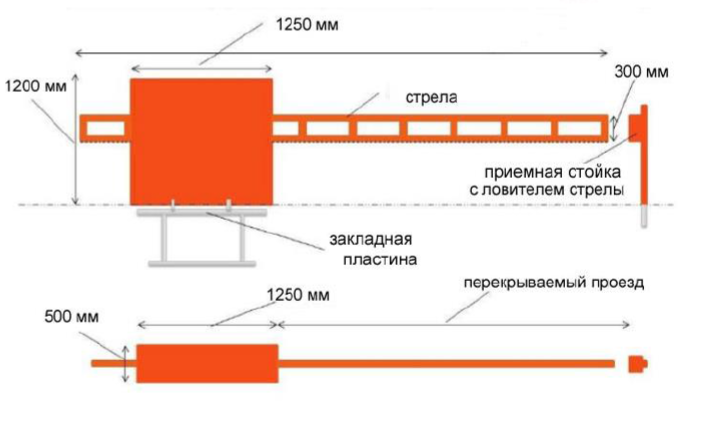 1250 мм
1200 мм
300 мм
стрела
приемная стойка
с ловителем стрелы
закладная
пластина
1250 мм
перекрываемый проезд
500 мм